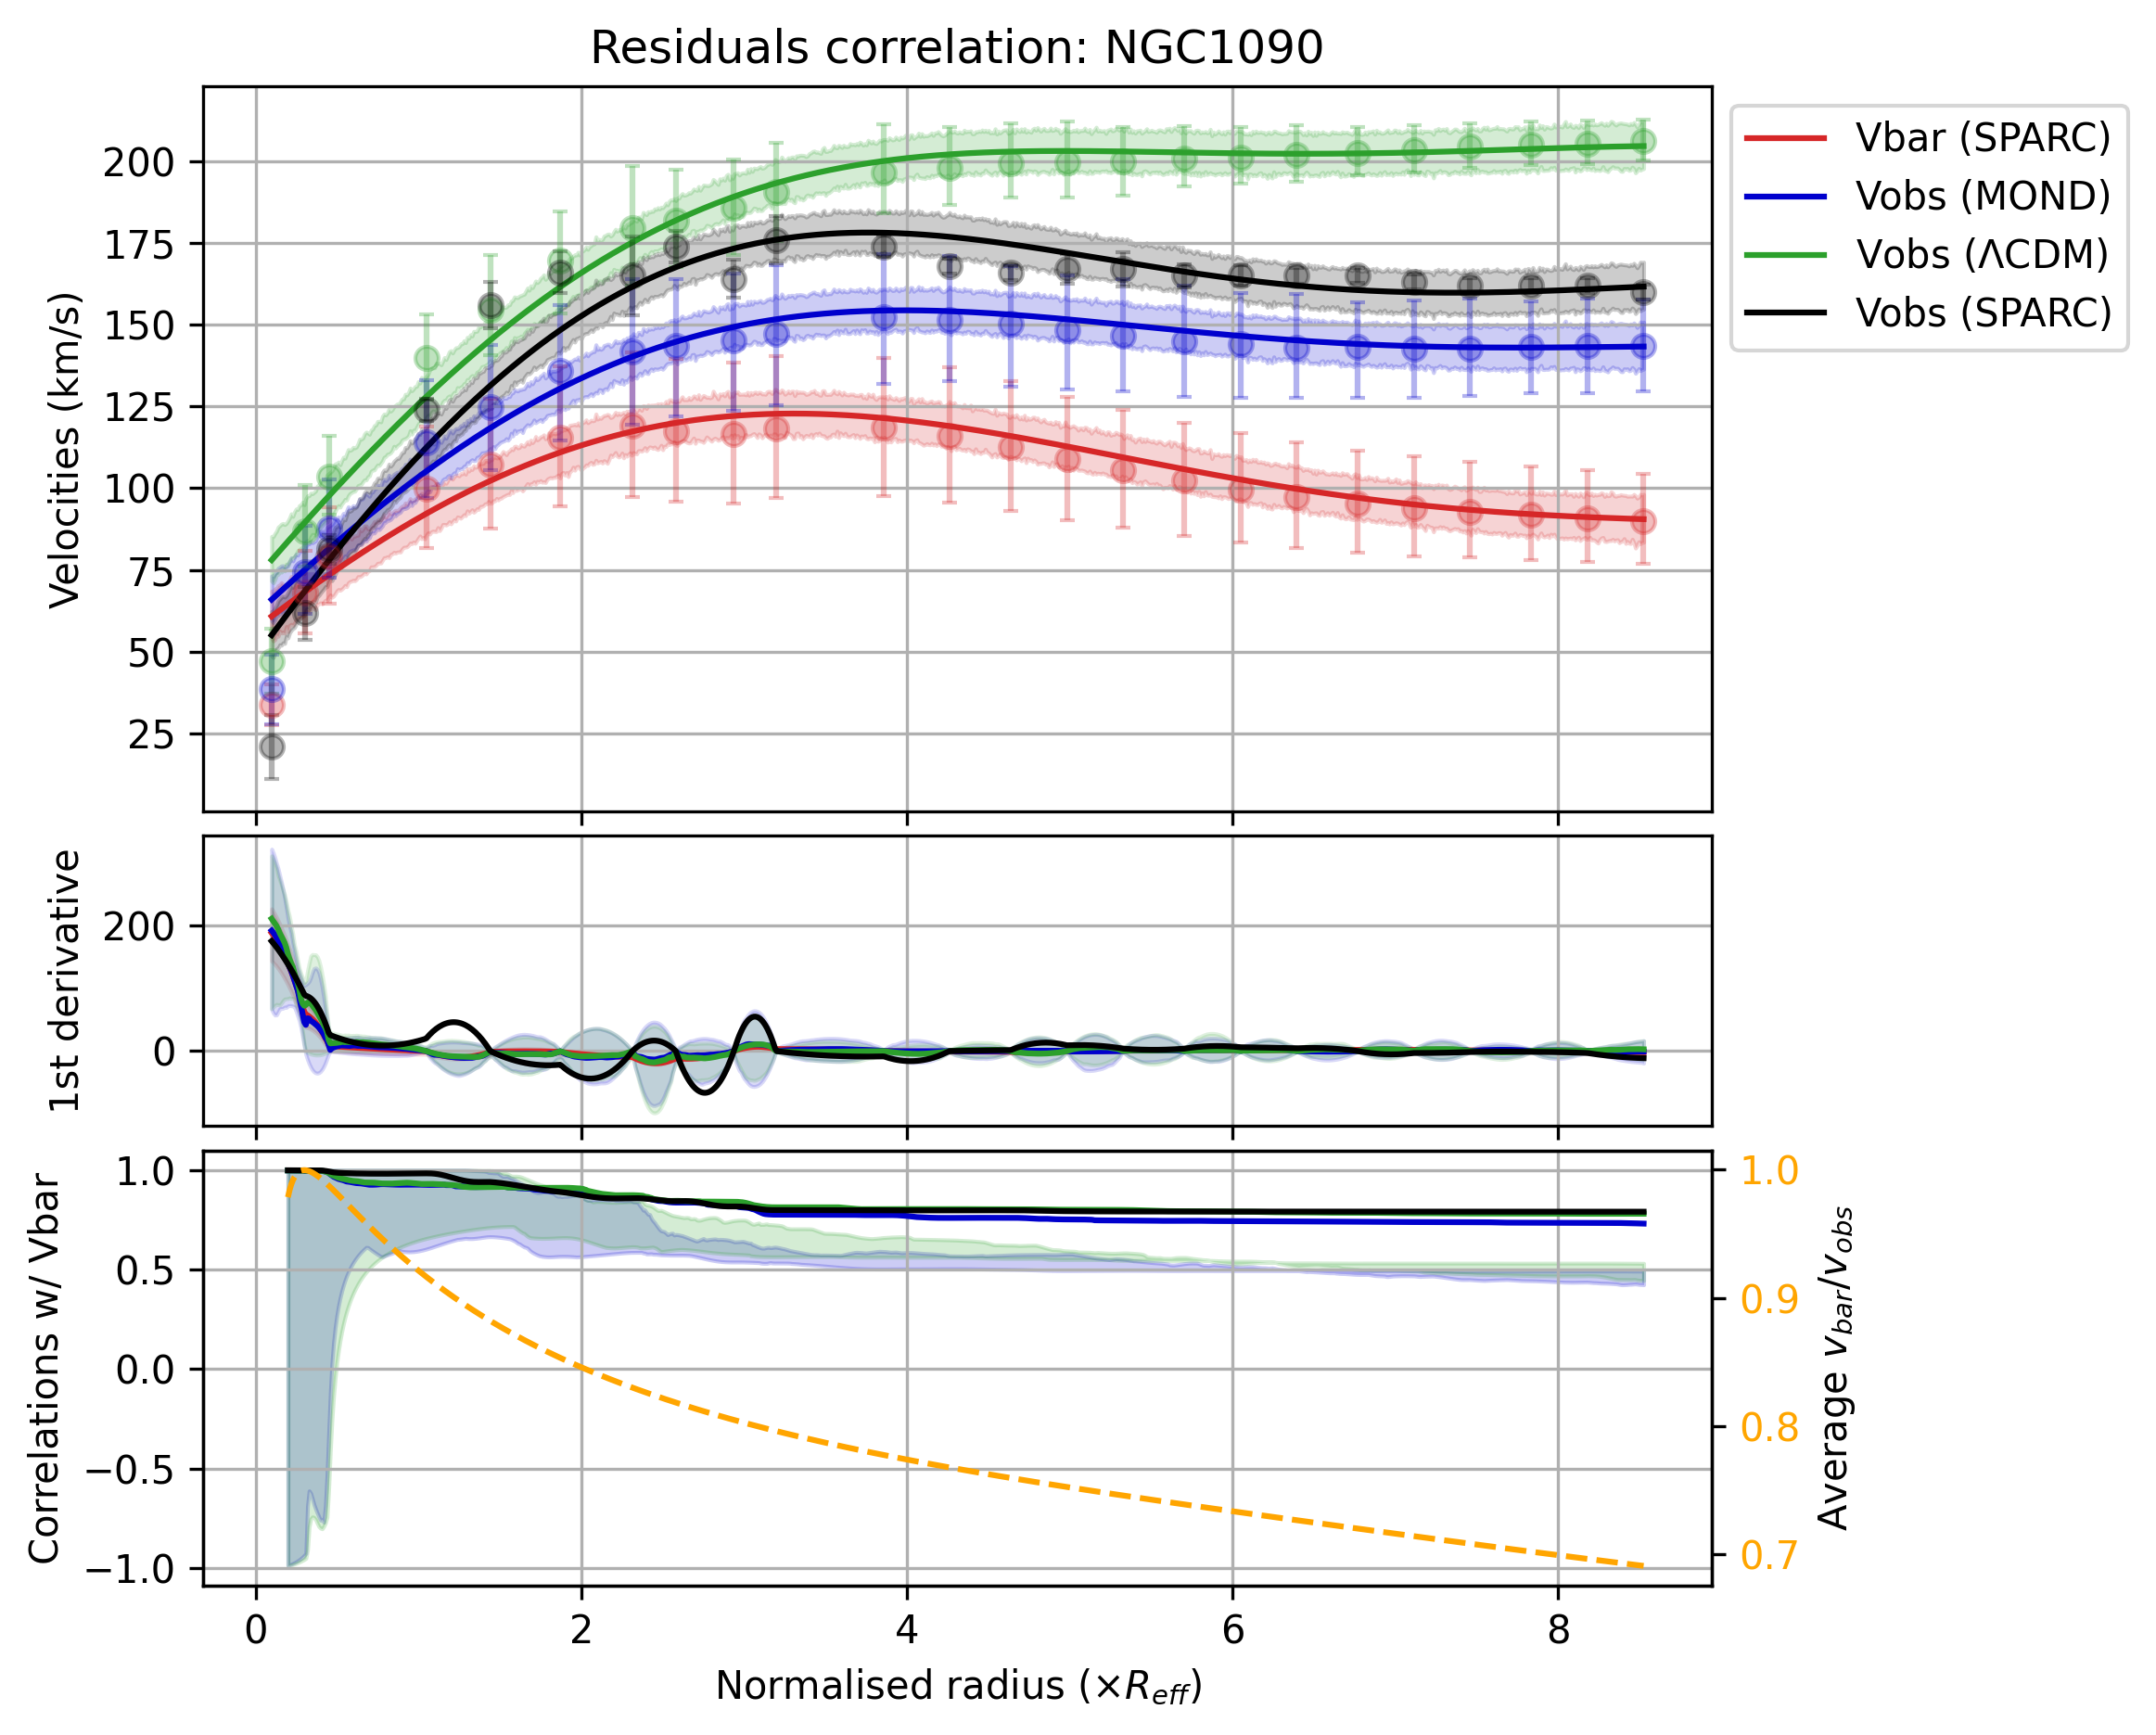 Residuals correlation: NGC1090
Velocities (km/s)
200
175
150
125
100
75
50
25
Vbar (SPARC)
Vobs (MOND)
Vobs (ΛCDM)
Vobs (SPARC)
1st derivative
200
0
Correlations w/ Vbar
1.0
0.5
0.0
−0.5
−1.0
1.0
0.9
0.8
0.7
Average v_bar/v_obs
0 2 4 6 8
Normalised radius (×R_eff)